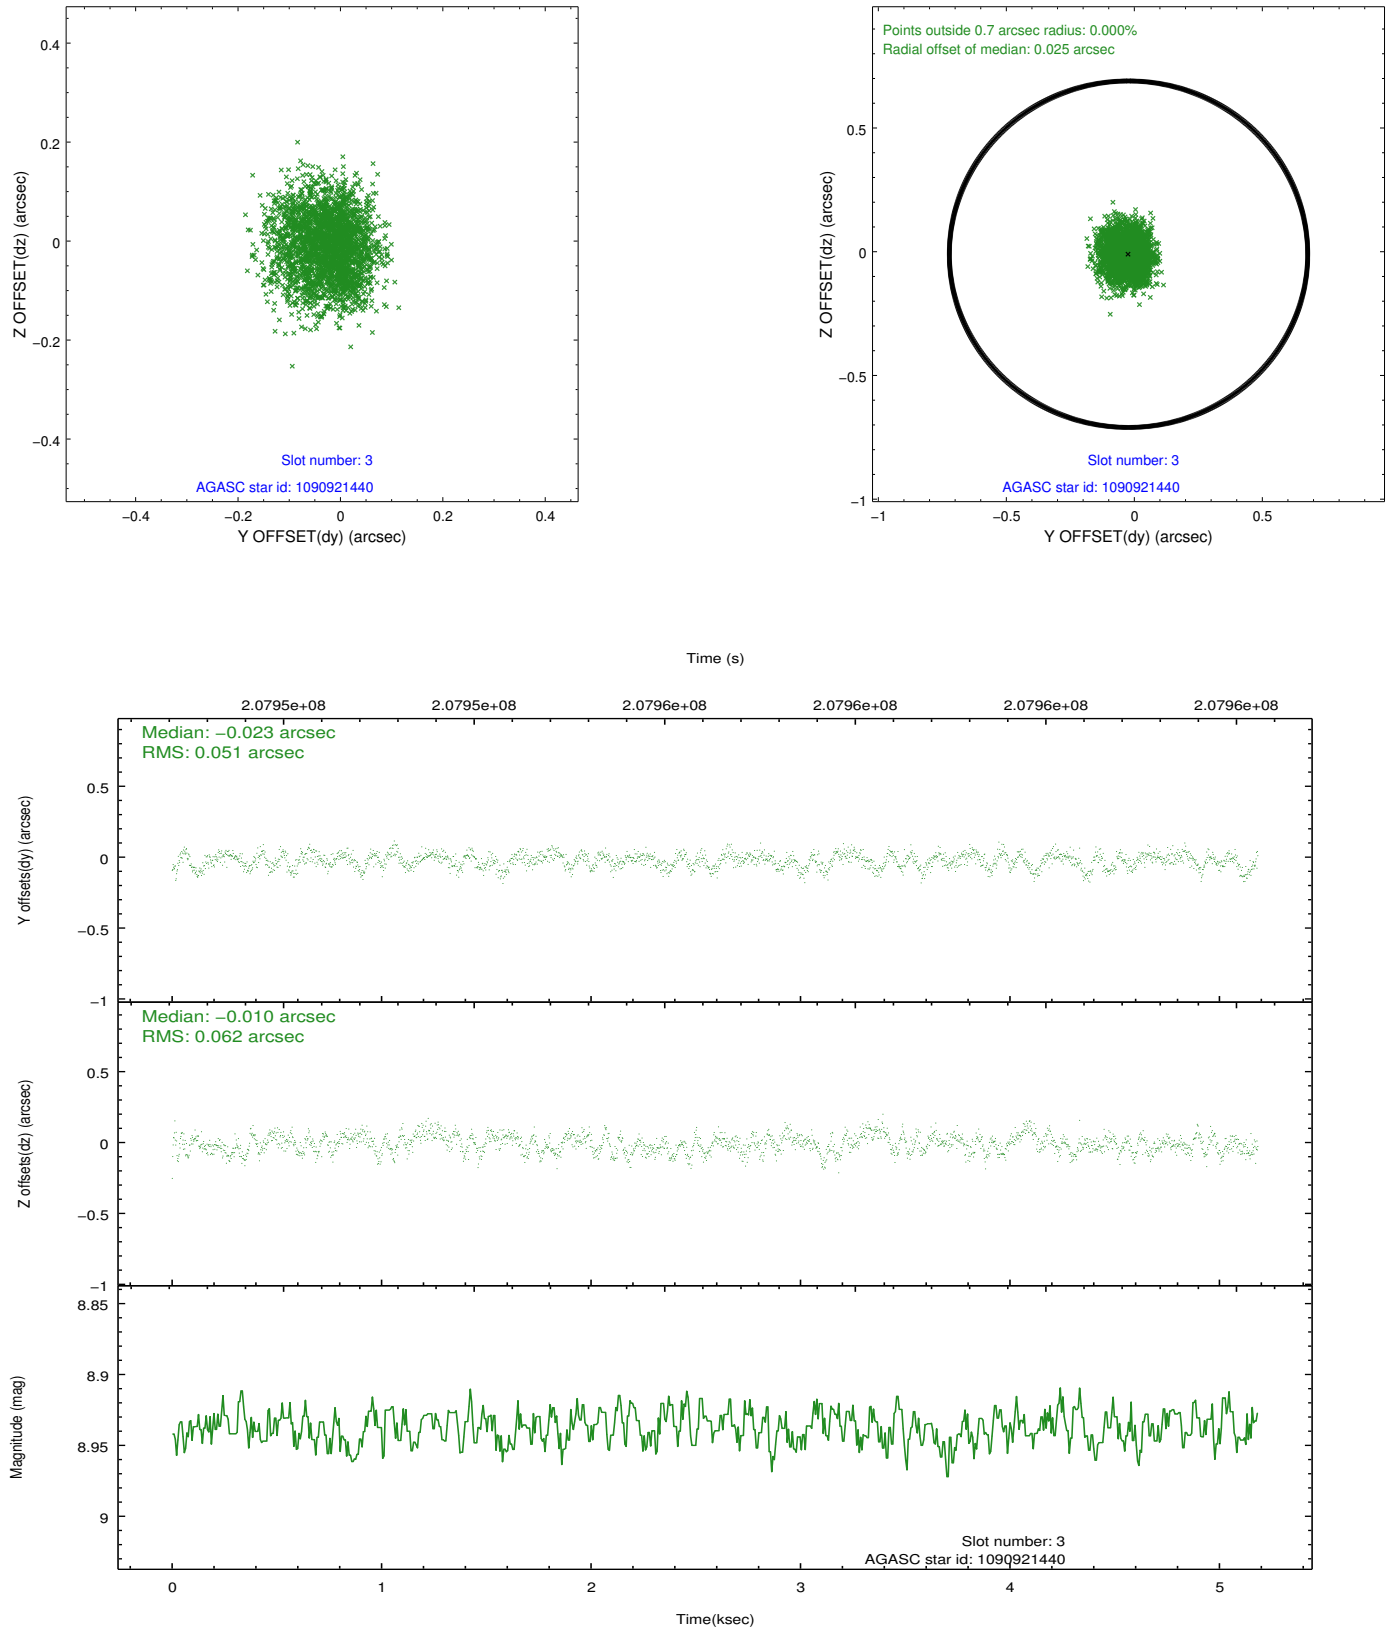 0.4
0.2
0
−0.2
−0.4
Z OFFSET(dz) (arcsec)
Slot number: 3
AGASC star id: 1090921440
−0.4
−0.2
0
0.2
0.4
Y OFFSET(dy) (arcsec)
Points outside 0.7 arcsec radius: 0.000%
Radial offset of median: 0.025 arcsec
0.5
0
−0.5
−1
Z OFFSET(dz) (arcsec)
Slot number: 3
AGASC star id: 1090921440
−1
−0.5
0
0.5
Y OFFSET(dy) (arcsec)
Time (s)
2.0795e+08
2.0795e+08
2.0796e+08
2.0796e+08
2.0796e+08
2.0796e+08
Median: −0.023 arcsec
RMS: 0.051 arcsec
0.5
0
−0.5
−1
Y offsets(dy) (arcsec)
Median: −0.010 arcsec
RMS: 0.062 arcsec
0.5
0
−0.5
−1
Z offsets(dz) (arcsec)
8.85
8.9
8.95
9
Magnitude (mag)
Slot number: 3
AGASC star id: 1090921440
0
1
2
3
4
5
Time(ksec)